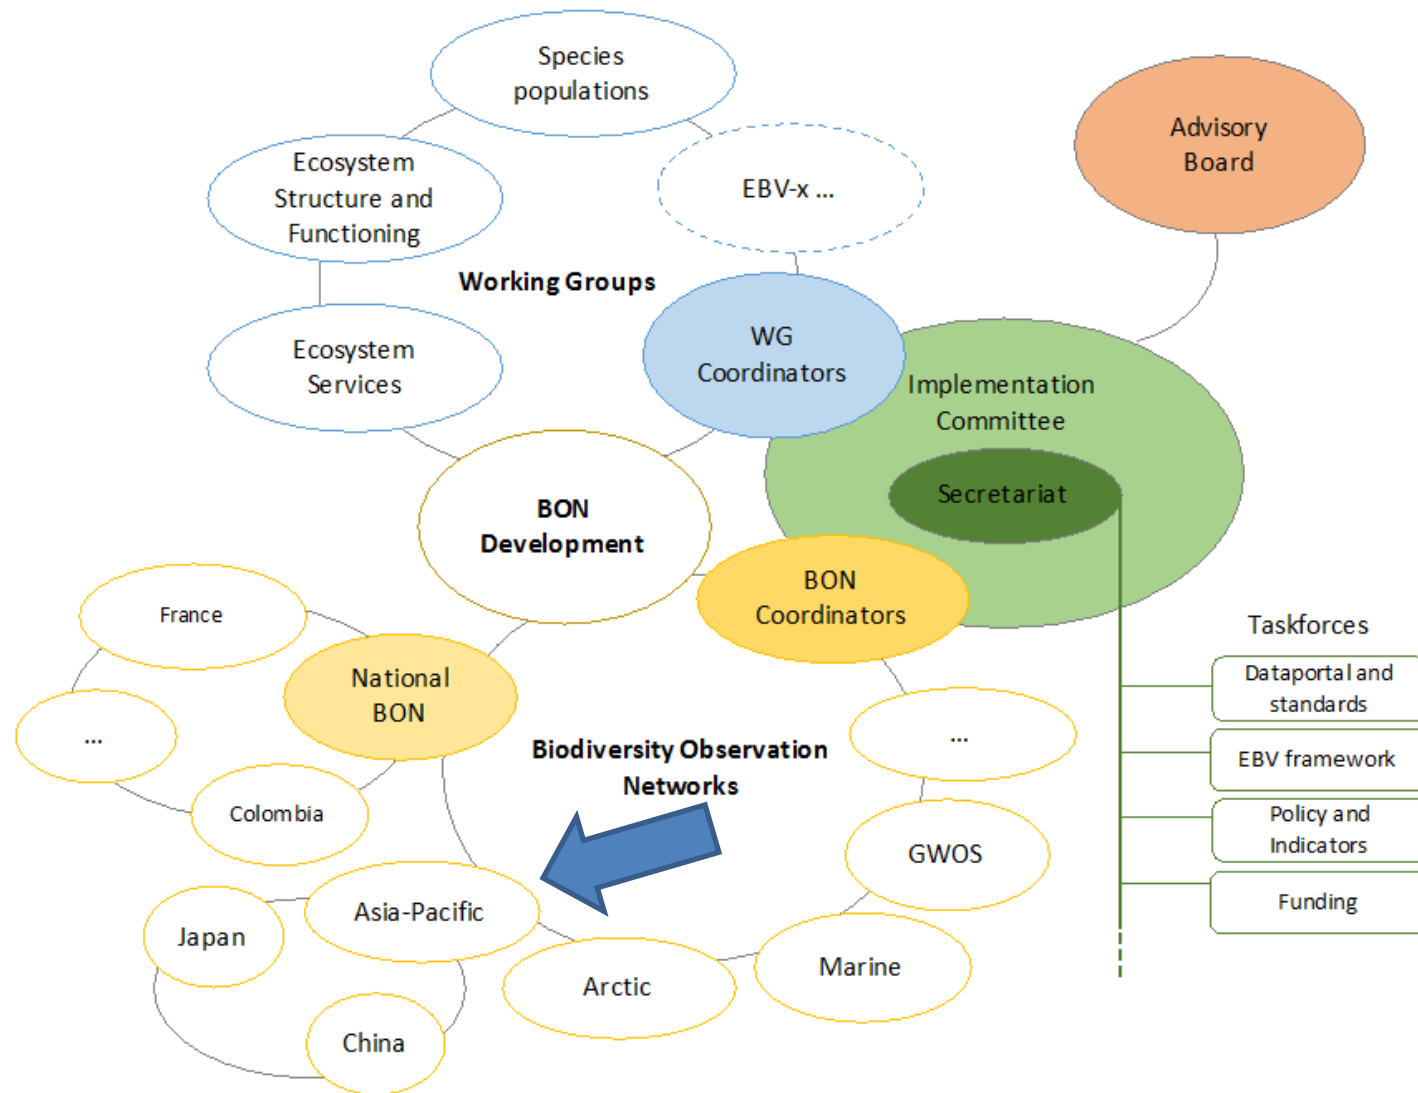 Species
populations
Advisory
Board
Ecosystem
Structure and
Functioning
EBV-x ...
Working Groups
WG
Coordinators
Ecosystem
Services
Implementation
Committee
Secretariat
BON
Development
BON
Coordinators
France
National
BON
...
Colombia
Taskforces
Dataportal and
standards
EBV framework
Policy and
Indicators
Funding
Biodiversity Observation
Networks
...
GWOS
Asia-Pacific
Japan
Arctic
Marine
China